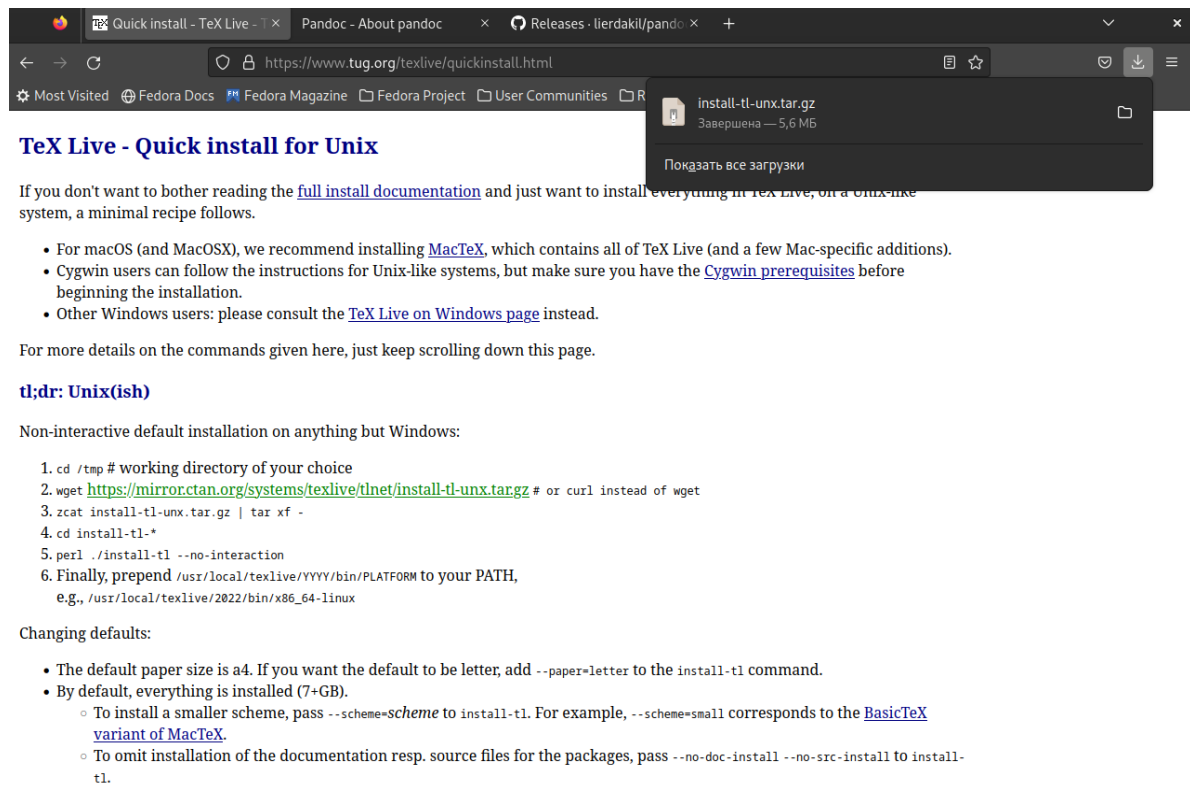 Quick install - TeX Live - T
Pandoc - About pandoc
Releases · lierdakil/pando
https://www.tug.org/texlive/quickinstall.html
Most Visited Fedora Docs Fedora Magazine Fedora Project User Communities R
install-tl-unx.tar.gz
Завершена — 5,6 МБ
Показать все загрузки
TeX Live - Quick install for Unix
If you don't want to bother reading the full install documentation and just want to install everything in TeX Live, on a Unix-like
system, a minimal recipe follows.
• For macOS (and MacOSX), we recommend installing MacTeX, which contains all of TeX Live (and a few Mac-specific additions).
• Cygwin users can follow the instructions for Unix-like systems, but make sure you have the Cygwin prerequisites before
beginning the installation.
• Other Windows users: please consult the TeX Live on Windows page instead.
For more details on the commands given here, just keep scrolling down this page.
tl;dr: Unix(ish)
Non-interactive default installation on anything but Windows:
1. cd /tmp # working directory of your choice
2. wget https://mirror.ctan.org/systems/texlive/tlnet/install-tl-unx.tar.gz # or curl instead of wget
3. zcat install-tl-unx.tar.gz | tar xf -
4. cd install-tl-*
5. perl ./install-tl --no-interaction
6. Finally, prepend /usr/local/texlive/YYYY/bin/PLATFORM to your PATH,
e.g., /usr/local/texlive/2022/bin/x86_64-linux
Changing defaults:
• The default paper size is a4. If you want the default to be letter, add --paper=letter to the install-tl command.
• By default, everything is installed (7+GB).
◦ To install a smaller scheme, pass --scheme=scheme to install-tl. For example, --scheme=small corresponds to the BasicTeX
variant of MacTeX.
◦ To omit installation of the documentation resp. source files for the packages, pass --no-doc-install --no-src-install to install-
tl.